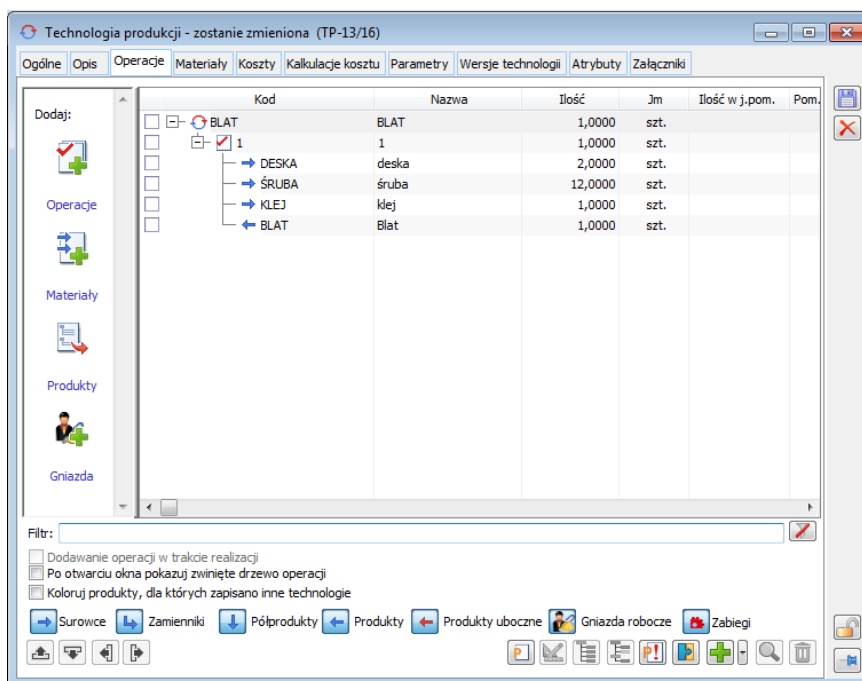 Technologia produkcji - zostanie zmieniona (TP-13/16)
Ogólne Opis Operacje Materiały Koszty Kalkulacje kosztu Parametry Wersje technologii Atrybuty Załączniki
Dodaj:
Operacje
Materiały
Produkty
Gniazda
Kod Nazwa Ilość Jm Ilość w j.pom. Pom.
BLAT BLAT 1,0000 szt.
1 1 1,0000 szt.
DESKA deska 2,0000 szt.
ŚRUBA śruba 12,0000 szt.
KLEJ klej 1,0000 szt.
BLAT Blat 1,0000 szt.
Filtr:
Dodawanie operacji w trakcie realizacji
Po otwarciu okna pokazuj zwinięte drzewo operacji
Koloruj produkty, dla których zapisano inne technologie
Surowce Zamienniki Półprodukty Produkty Produkty uboczne Gniazda robocze Zabiegi
P P!